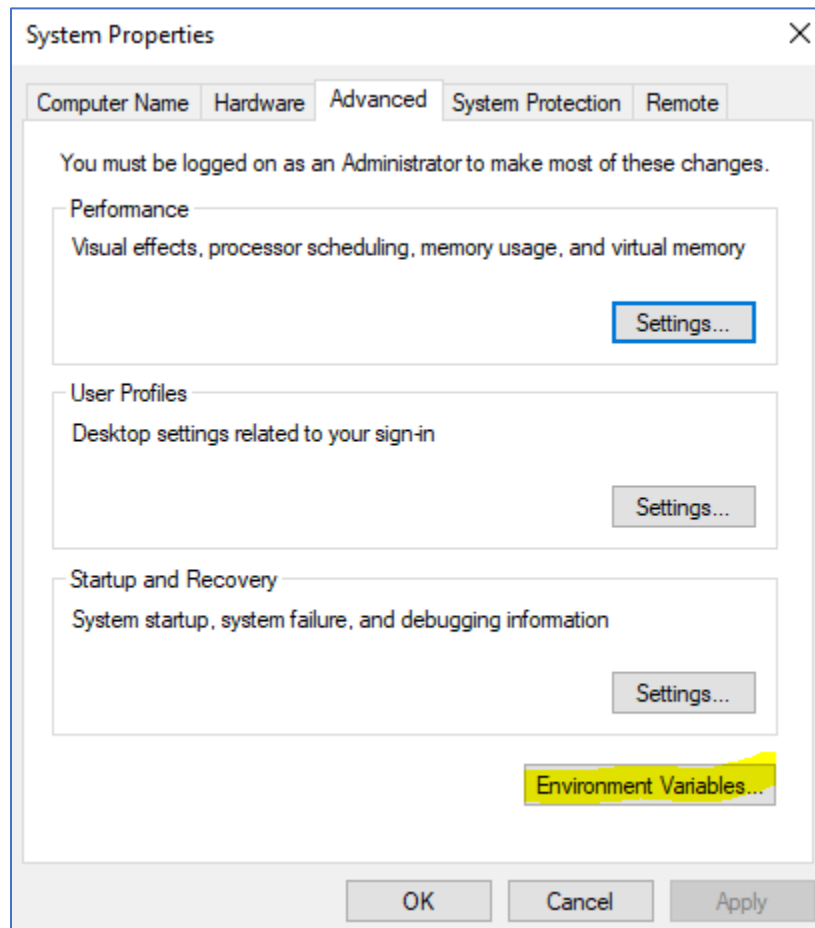 System Properties
Computer Name Hardware Advanced System Protection Remote
You must be logged on as an Administrator to make most of these changes.
Performance
Visual effects, processor scheduling, memory usage, and virtual memory
Settings...
User Profiles
Desktop settings related to your sign-in
Settings...
Startup and Recovery
System startup, system failure, and debugging information
Settings...
Environment Variables...
OK Cancel Apply